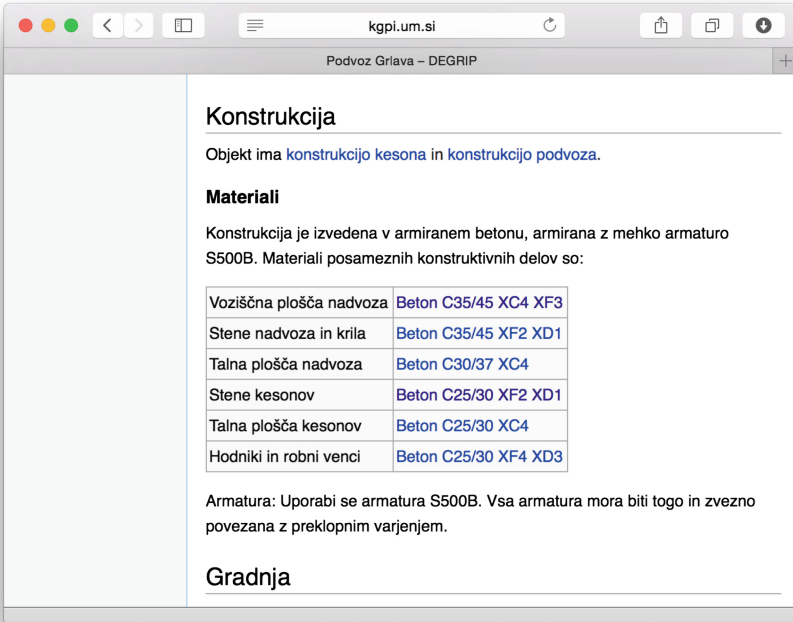 kgpi.um.si
Podvoz Grlava – DEGRIP
Konstrukcija
Objekt ima konstrukcijo kesona in konstrukcijo podvoza.
Materiali
Konstrukcija je izvedena v armiranem betonu, armirana z mehko armaturo
S500B. Materiali posameznih konstruktivnih delov so:
Voziščna plošča nadvoza Beton C35/45 XC4 XF3
Stene nadvoza in krila Beton C35/45 XF2 XD1
Talna plošča nadvoza Beton C30/37 XC4
Stene kesonov Beton C25/30 XF2 XD1
Talna plošča kesonov Beton C25/30 XC4
Hodniki in robni venci Beton C25/30 XF4 XD3
Armatura: Uporabi se armatura S500B. Vsa armatura mora biti togo in zvezno
povezana z preklopnim varjenjem.
Gradnja